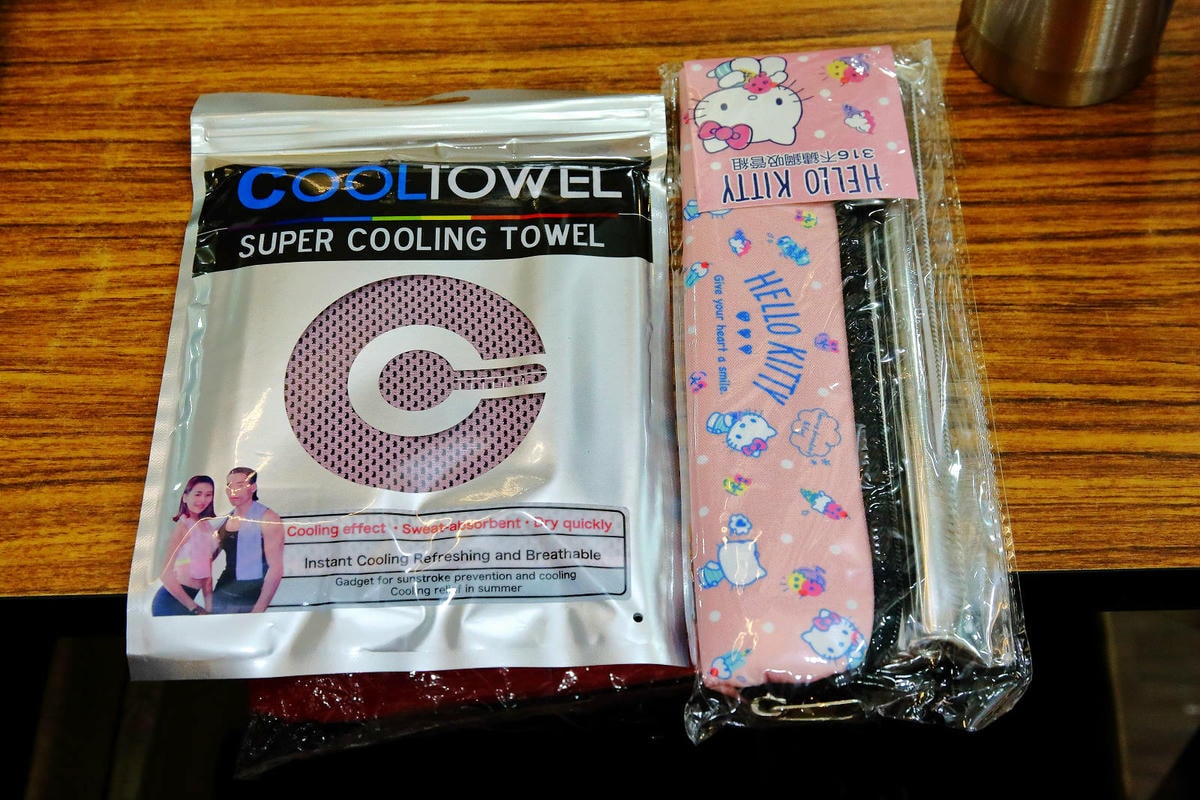 COOLTOWEL
SUPER COOLING TOWEL
Cooling effect · Sweat-absorbent · Dry quickly
Instant Cooling Refreshing and Breathable
Gadget for sunstroke prevention and cooling
Cooling relief in summer
HELLO KITTY
316不鏽鋼吸管組
HELLO KITTY
Give your heart a smile.